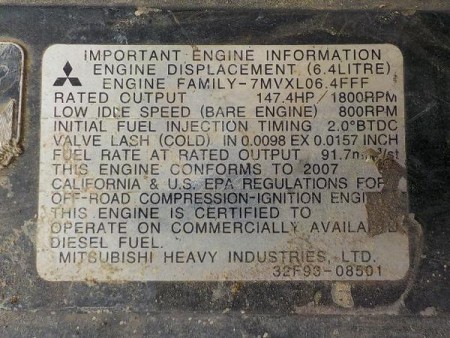 IMPORTANT ENGINE INFORMATION
ENGINE DISPLACEMENT (6.4LITRE)
ENGINE FAMILY-7MVXL06.4FFF
RATED OUTPUT 147.4HP/1800RPM
LOW IDLE SPEED (BARE ENGINE) 800RPM
INITIAL FUEL INJECTION TIMING 2.0°BTDC
VALVE LASH (COLD) IN 0.0098 EX 0.0157 INCH
FUEL RATE AT RATED OUTPUT 91.7
THIS ENGINE CONFORMS TO 2007
CALIFORNIA & U.S. EPA REGULATIONS FOR
OFF-ROAD COMPRESSION-IGNITION
THIS ENGINE IS CERTIFIED TO
OPERATE ON COMMERCIALLY
DIESEL FUEL.
MITSUBISHI HEAVY INDUSTRIES, LTD.
32F93-08501